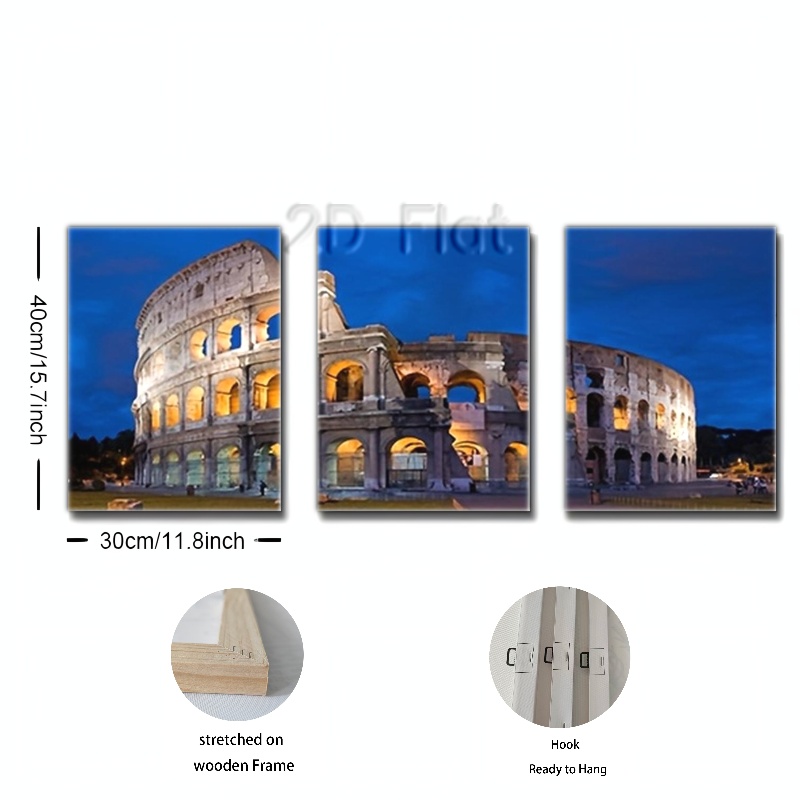 2D Flat
40cm/15.7inch
30cm/11.8inch
stretched on
wooden Frame
Hook
Ready to Hang